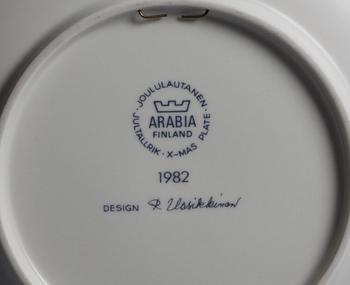 JOULULAUTANEN ·
JULTALLRIK · X-MAS PLATE ·
ARABIA
FINLAND
1982
DESIGN R. Uosikkinen